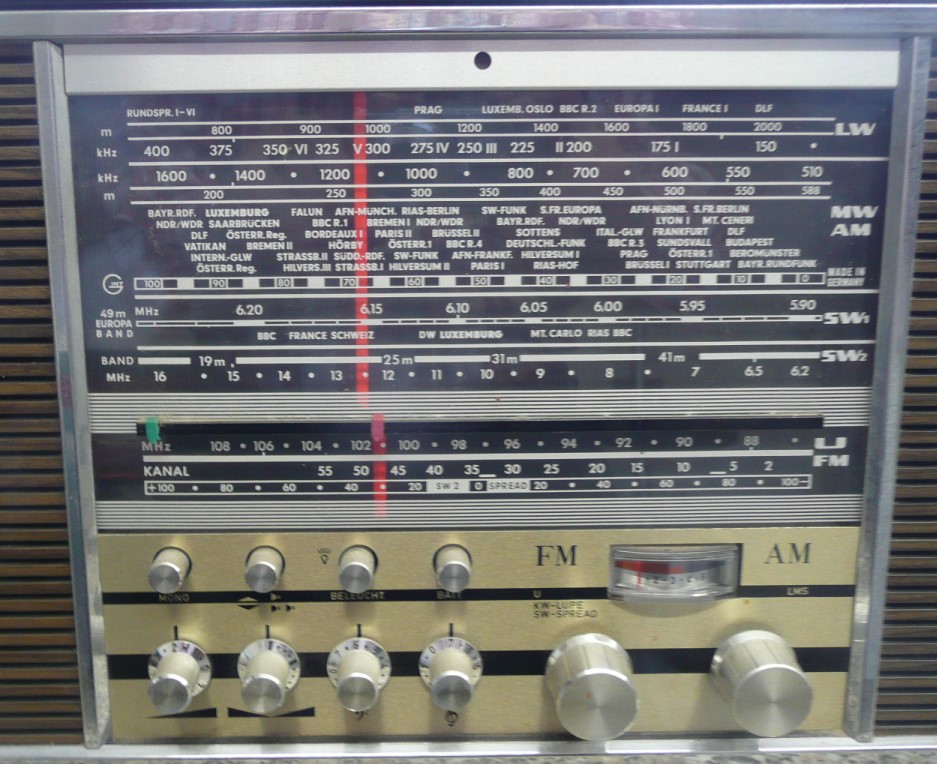 RUNDSPR. I-VI PRAG LUXEMB. OSLO BBC R.2 EUROPA I FRANCE I DLF
m 800 900 1000 1200 1400 1600 1800 2000 LW
kHz 400 375 350 VI 325 V 300 275 IV 250 III 225 II 200 175 I 150
kHz 1600 1400 1200 1000 800 700 600 550 510
m 200 250 300 350 400 450 500 550 588
BAYR.RDF. LUXEMBURG FALUN AFN-MÜNCH. RIAS-BERLIN SW-FUNK S.FR.EUROPA AFN-NÜRNB. S.FR.BERLIN MW
NDR/WDR SAARBRÜCKEN BBC R.1 BREMEN I NDR/WDR BAYR.RDF. NDR/WDR LYON I MT. CENERI
DLF ÖSTERR.Reg. BORDEAUX I PARIS II BRÜSSEL II SOTTENS ITAL-GLW FRANKFURT DLF AM
VATIKAN BREMEN II HÖRBY ÖSTERR.1 BBC R.4 DEUTSCHL-FUNK BBC R.3 SUNDSVALL BUDAPEST
INTERN.-GLW STRASSB.II SÜDD.-RDF. SW-FUNK AFN-FRANKF. HILVERSUM I PRAG ÖSTERR.1 BEROMÜNSTER
ÖSTERR.Reg. HILVERS.III STRASSB.I HILVERSUM II PARIS I RIAS-HOF BRÜSSEL I STUTTGART BAYR.RUNDFUNK
100 90 80 70 60 50 40 30 20 10 0 MADE IN GERMANY
MHz 6.20 6.15 6.10 6.05 6.00 5.95 5.90
49m EUROPA BAND SW1
BBC FRANCE SCHWEIZ DW LUXEMBURG MT.CARLO RIAS BBC
BAND 19m 25m 31m 41m SW2
MHz 16 15 14 13 12 11 10 9 8 7 6.5 6.2
MHz 108 106 104 102 100 98 96 94 92 90 88 U
KANAL 55 50 45 40 35 30 25 20 15 10 5 2 FM
+100 80 60 40 20 SW 2 0 SPREAD 20 40 60 80 100-
FM AM
MONO BELEUCHT. BATT. U LMS
KW-LUPE
SW-SPREAD